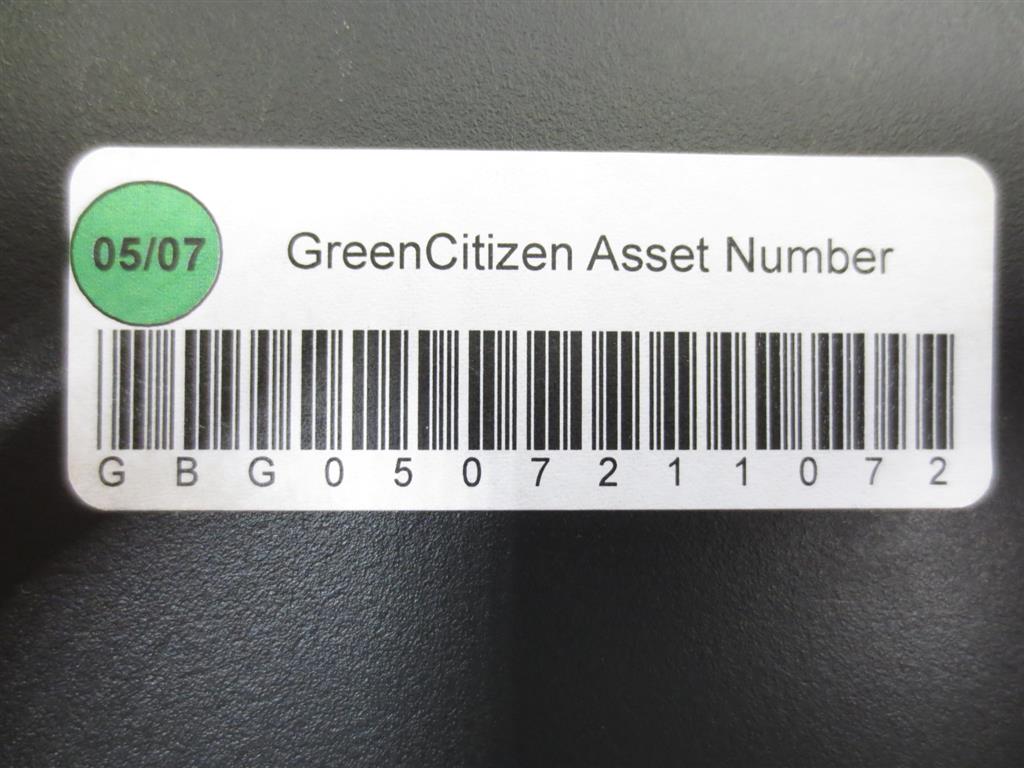 05/07
GreenCitizen Asset Number
G B G 0 5 0 7 2 1 1 0 7 2